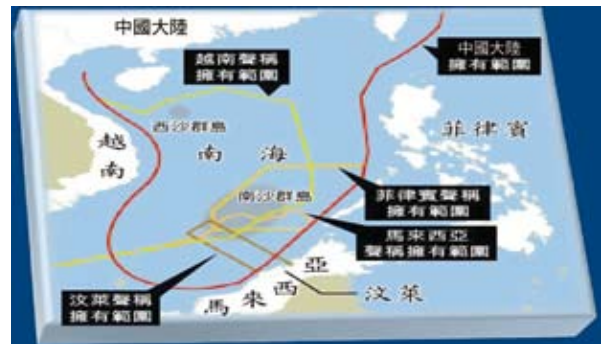 中國大陸
越南聲稱
擁有範圍
中國大陸
擁有範圍
越南
西沙群島
南海
菲律賓
南沙群島
菲律賓聲稱
擁有範圍
馬來西亞
聲稱擁有範圍
汶萊聲稱
擁有範圍
馬來西亞
汶萊